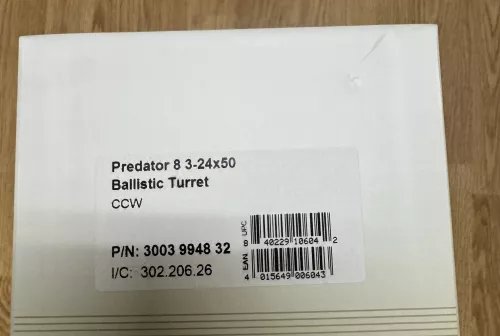 Predator 8 3-24x50
Ballistic Turret
CCW
P/N: 3003 9948 32
I/C: 302.206.26
UPC
8 40229 10604 2
EAN
4 015649 006043